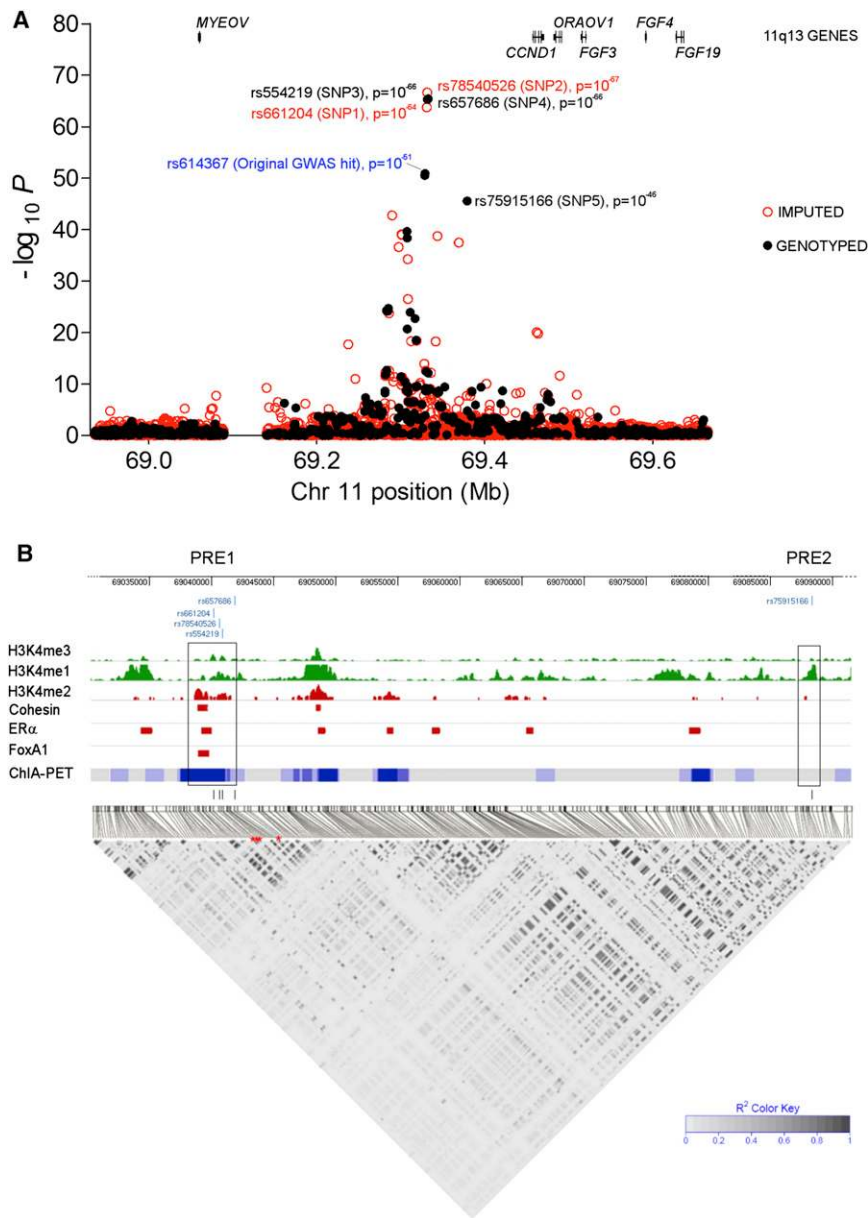 A
80
70
60
50
40
30
20
10
0
- log 10 P
MYEOV
ORAOV1
FGF4
CCND1
FGF3
FGF19
11q13 GENES
rs554219 (SNP3), p=10-66
rs78540526 (SNP2), p=10-67
rs661204 (SNP1), p=10-64
rs657686 (SNP4), p=10-66
rs614367 (Original GWAS hit), p=10-51
rs75915166 (SNP5), p=10-46
IMPUTED
GENOTYPED
69.0 69.2 69.4 69.6
Chr 11 position (Mb)
B
PRE1 PRE2
69035000 69040000 69045000 69050000 69055000 69060000 69065000 69070000 69075000 69080000 69085000 69090000
rs657686 rs75915166
rs661204
rs78540526
rs554219
H3K4me3
H3K4me1
H3K4me2
Cohesin
ERα
FoxA1
ChIA-PET
R2 Color Key
0 0.2 0.4 0.6 0.8 1